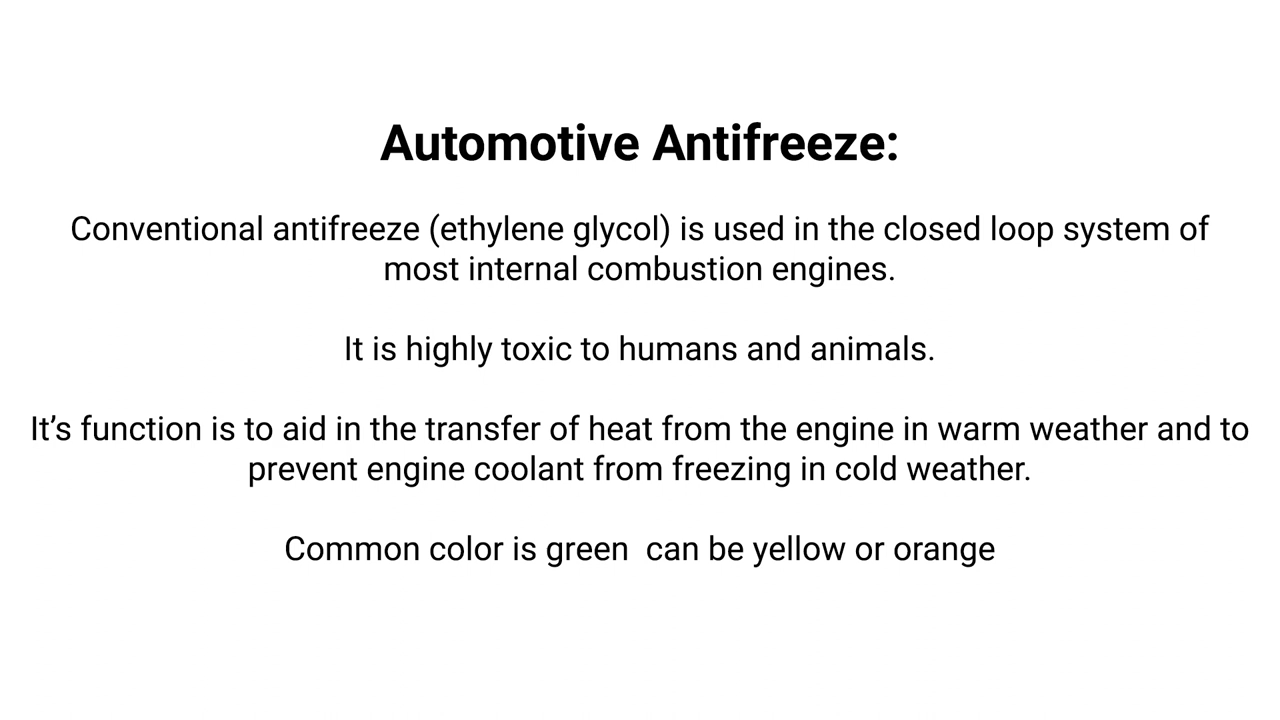 Automotive Antifreeze:
Conventional antifreeze (ethylene glycol) is used in the closed loop system of
most internal combustion engines.
It is highly toxic to humans and animals.
It’s function is to aid in the transfer of heat from the engine in warm weather and to
prevent engine coolant from freezing in cold weather.
Common color is green  can be yellow or orange